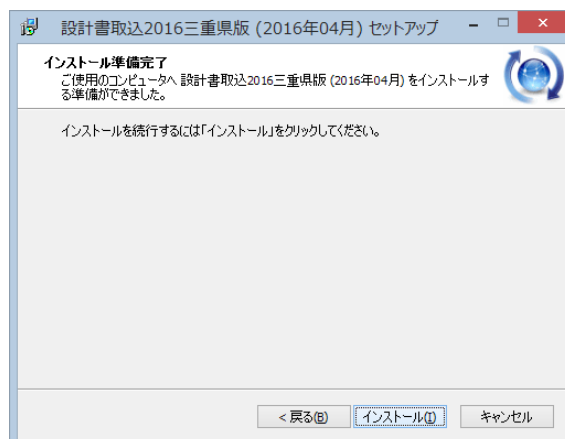 設計書取込2016三重県版 (2016年04月) セットアップ
インストール準備完了
ご使用のコンピュータへ 設計書取込2016三重県版 (2016年04月) をインストールす
る準備ができました。
インストールを続行するには「インストール」をクリックしてください。
< 戻る(B) インストール(I) キャンセル